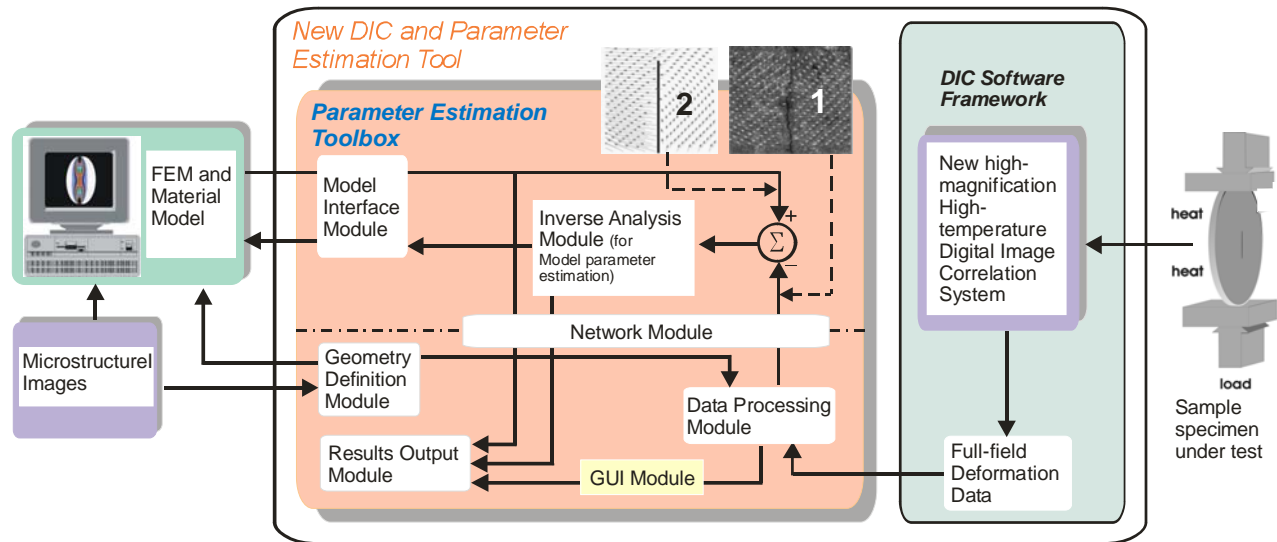 New DIC and Parameter
Estimation Tool
Parameter Estimation
Toolbox
2
1
DIC Software
Framework
FEM and
Material
Model
Model
Interface
Module
Inverse Analysis
Module (for
Model parameter
estimation)
+
Σ
−
New high-
magnification
High-
temperature
Digital Image
Correlation
System
heat
heat
load
Sample
specimen
under test
Network Module
Microstructurel
Images
Geometry
Definition
Module
Data Processing
Module
Results Output
Module
GUI Module
Full-field
Deformation
Data